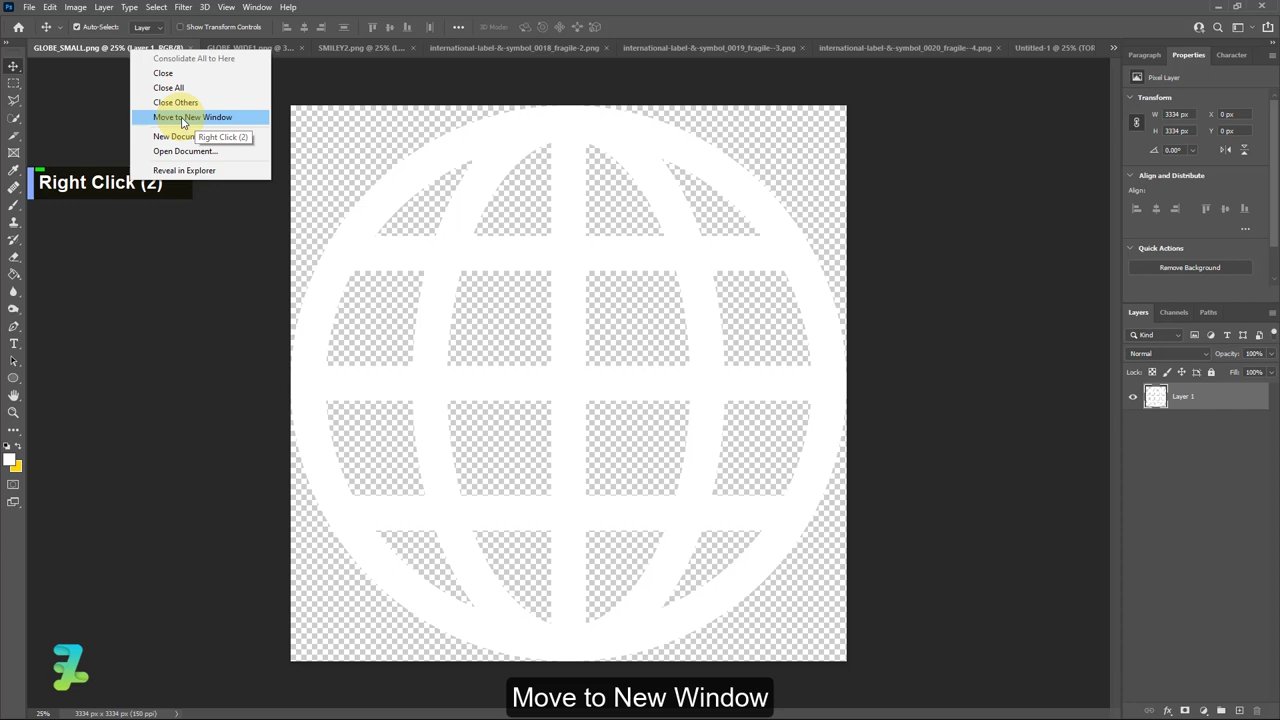 Ps File Edit Image Layer Type Select Filter 3D View Window Help
Auto-Select: Layer Show Transform Controls 3D Mode:
GLOBE_SMALL.png @ 25% (Layer 1, RGB/8) GLOBE_WIDE1.png @ 3... SMILEY2.png @ 25% (L... international-label-&-symbol_0018_fragile-2.png international-label-&-symbol_0019_fragile--3.png international-label-&-symbol_0020_fragile--4.png Untitled-1 @ 25% (TOR
Consolidate All to Here
Close
Close All
Close Others
Move to New Window
New Docum
Right Click (2)
Open Document...
Reveal in Explorer
Right Click (2)
Paragraph Properties Character
Pixel Layer
Transform
W 3334 px X 0 px
H 3334 px Y 0 px
0.00°
Align and Distribute
Align:
Quick Actions
Remove Background
Layers Channels Paths
Kind
Normal Opacity: 100%
Lock: Fill: 100%
Layer 1
Move to New Window
25% 3334 px x 3334 px (150 ppi)